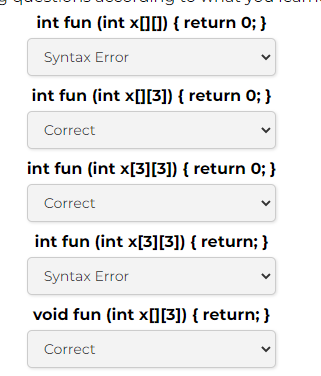 g questions according to what you learn
int fun (int x[][]) { return 0; }
Syntax Error
int fun (int x[][3]) { return 0; }
Correct
int fun (int x[3][3]) { return 0; }
Correct
int fun (int x[3][3]) { return; }
Syntax Error
void fun (int x[][3]) { return; }
Correct